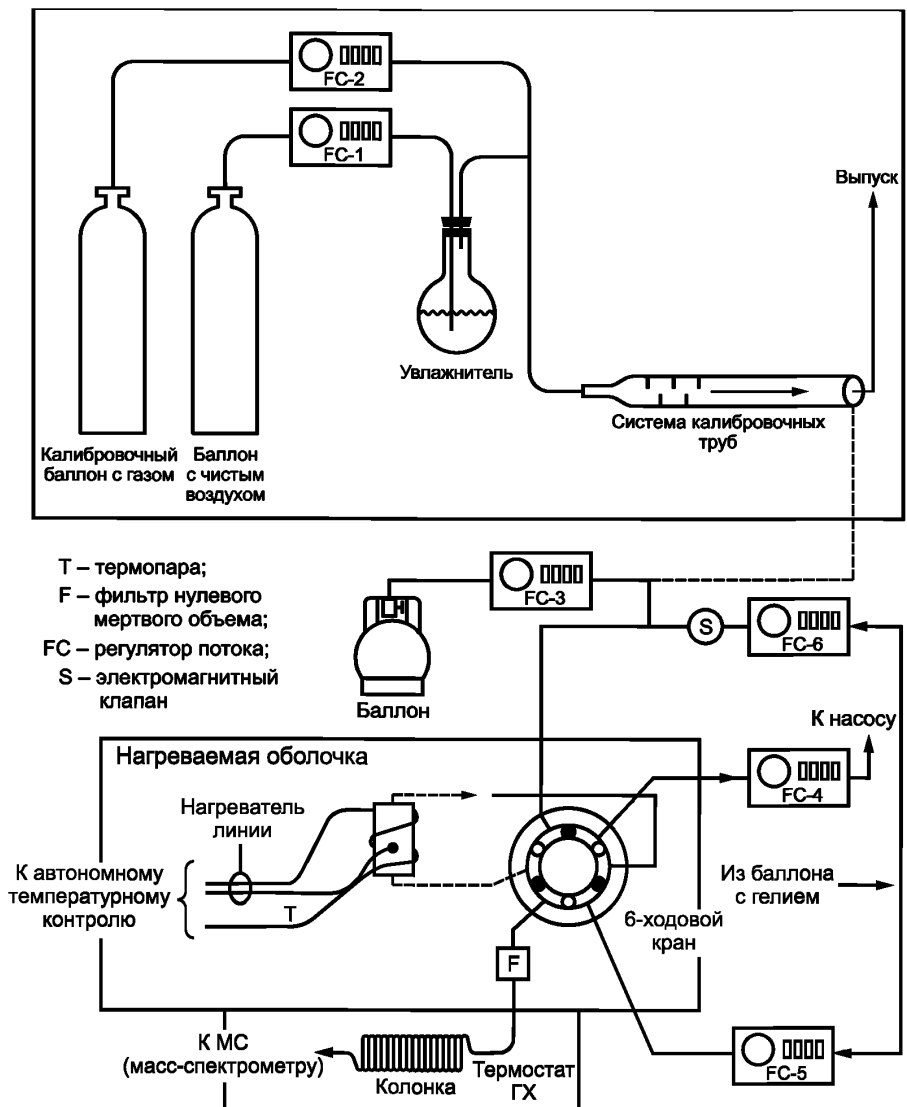 FC-2
FC-1
Выпуск
Увлажнитель
Система калибровочных
труб
Калибровочный
баллон с газом
Баллон
с чистым
воздухом
T – термопара;
F – фильтр нулевого
мертвого объема;
FC – регулятор потока;
S – электромагнитный
клапан
FC-3
S
FC-6
Баллон
К насосу
FC-4
Нагреваемая оболочка
Нагреватель
линии
К автономному
температурному
контролю
T
Из баллона
с гелием
6-ходовой
кран
F
К МС
(масс-спектрометру)
Колонка
Термостат
ГХ
FC-5